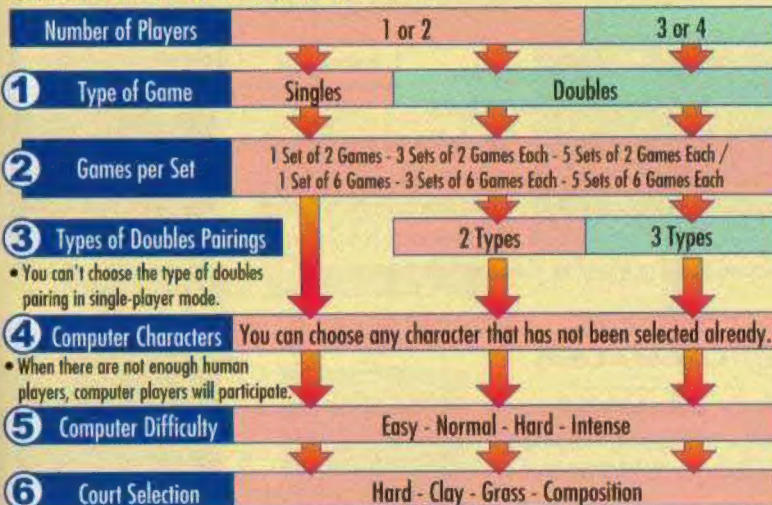 Number of Players 1 or 2 3 or 4
1 Type of Game Singles Doubles
2 Games per Set 1 Set of 2 Games - 3 Sets of 2 Games Each - 5 Sets of 2 Games Each /
1 Set of 6 Games - 3 Sets of 6 Games Each - 5 Sets of 6 Games Each
3 Types of Doubles Pairings 2 Types 3 Types
• You can't choose the type of doubles
pairing in single-player mode.
4 Computer Characters You can choose any character that has not been selected already.
• When there are not enough human
players, computer players will participate.
5 Computer Difficulty Easy - Normal - Hard - Intense
6 Court Selection Hard - Clay - Grass - Composition